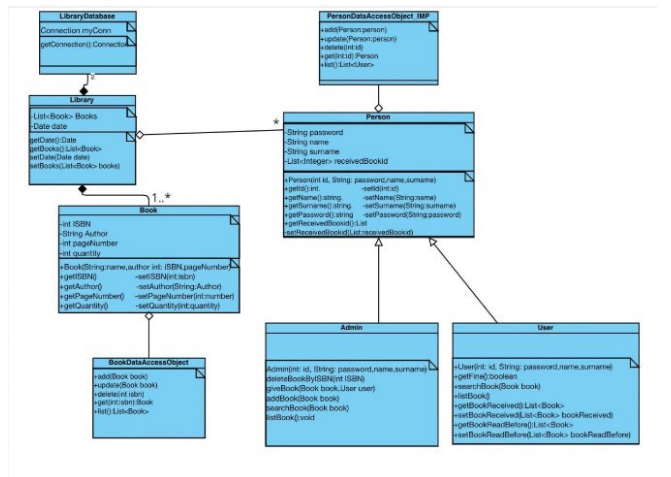 LibraryDatabase
Connection myConn
getConnection():Connection
PersonDataAccessObject_IMP
+add(Person:person)
+update(Person:person)
+delete(int:id)
+get(int:id):Person
+list():List<User>
Library
-List<Book> Books
-Date date
getDate():Date
getBooks():List<Book>
setDate(Date date)
setBooks(List<Book> books)
*
Person
-String password
-String name
-String surname
-List<Integer> receivedBookid
+Person(int id, String: password,name,surname)
+getId():int. -setId(int:id)
+getName():string. -setName(String:name)
+getSurname():string. -setSurname(String:surname)
+getPassword():string -setPassword(String:password)
+getReceivedBookid():List
-setReceivedBookid(List:receivedBookid)
1..*
Book
-int ISBN
-String Author
-int pageNumber
-int quantity
+Book(String:name,author int: iSBN,pageNumber)
+getISBN() -setISBN(int:isbn)
+getAuthor() -setAuthor(String:Author)
+getPageNumber() -setPageNumber(int:number)
+getQuantity() -setQuantity(int:quantity)
BookDataAccessObject
+add(Book book)
+update(Book book)
+delete(int isbn)
+get(int:isbn):Book
+list():List<Book>
Admin
Admin(int: id, String: password,name,surname)
deleteBookByISBN(int ISBN)
giveBook(Book book,User user)
addBook(Book book)
searchBook(Book book)
listBook():void
User
+User(int: id, String: password,name,surname)
+getFine():boolean
+searchBook(Book book)
+listBook()
+getBookReceived():List<Book>
+setBookReceived(List<Book> bookReceived)
+getBookReadBefore():List<Book>
+setBookReadBefore(List<Book> bookReadBefore)